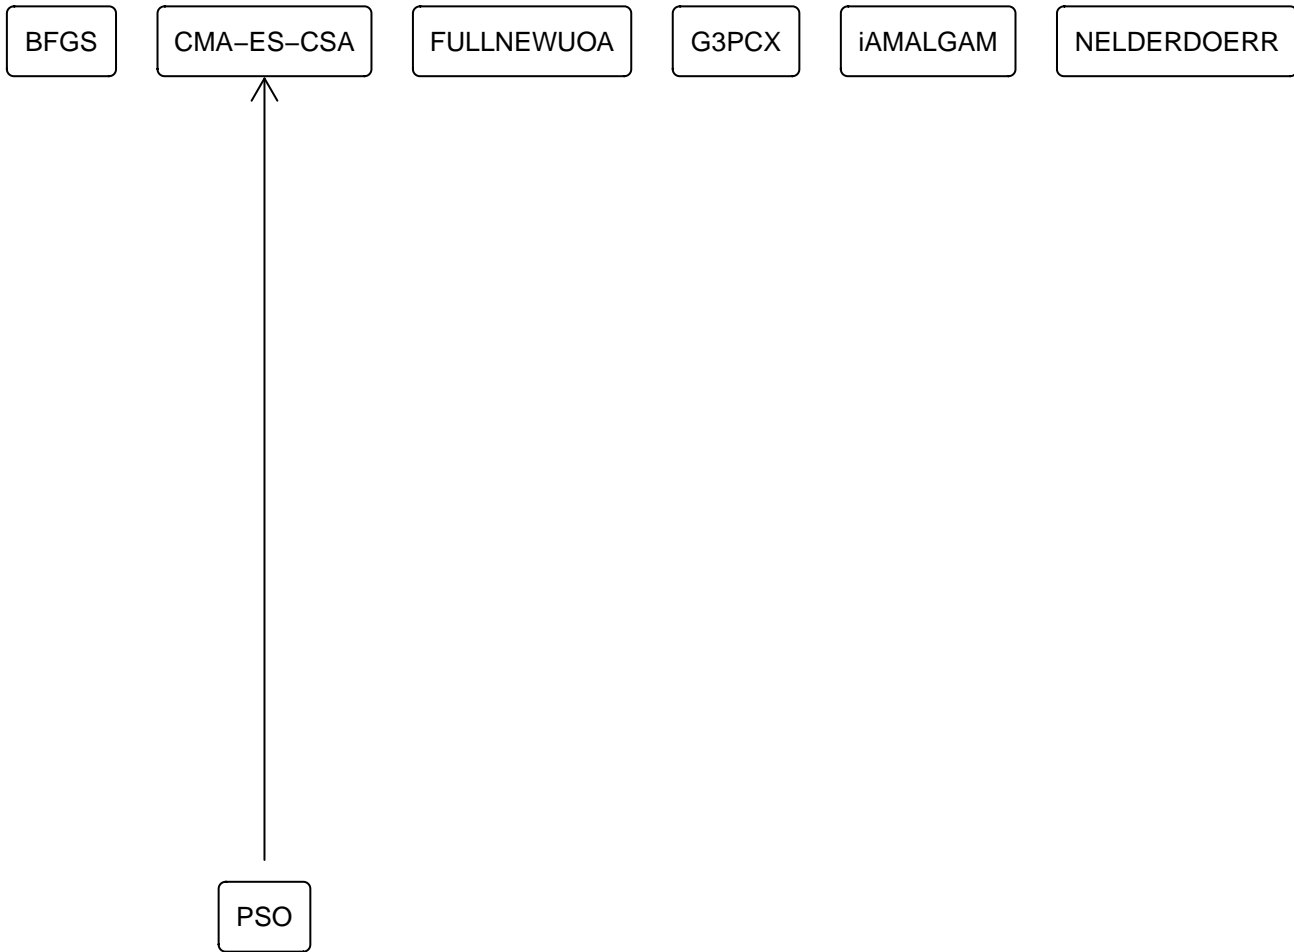 BFGS
CMA–ES–CSA
FULLNEWUOA
G3PCX
iAMALGAM
NELDERDOERR
PSO